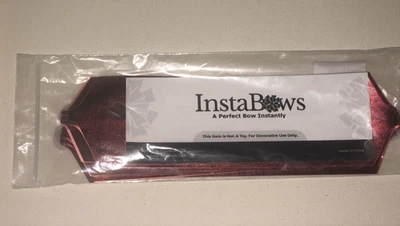 InstaBows
A Perfect Bow Instantly
This Item Is Not A Toy. For Decorative Use Only.